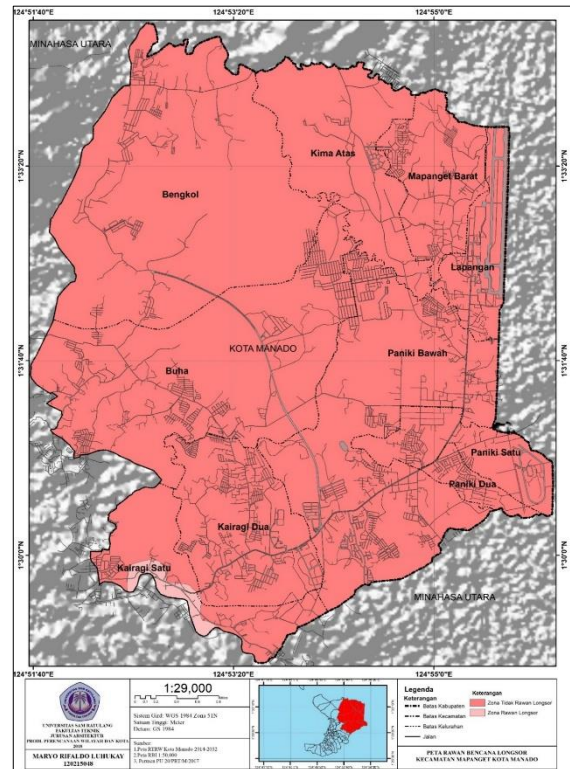 124°51'40"E
124°53'20"E
124°55'0"E
MINAHASA UTARA
1°33'20"N
1°33'20"N
Kima Atas
Mapanget Barat
Bengkol
Lapangan
1°31'40"N
1°31'40"N
KOTA MANADO
Paniki Bawah
Buha
Paniki Satu
Paniki Dua
Kairagi Dua
1°30'0"N
1°30'0"N
Kairagi Satu
MINAHASA UTARA
124°51'40"E
124°53'20"E
124°55'0"E
UNIVERSITAS SAM RATULANGI
FAKULTAS TEKNIK
JURUSAN ARSITEKTUR
PRODI. PERENCANAAN WILAYAH DAN KOTA
2018
MARYO RIFALDO LUHUKAY
120215048
1:29,000
Sistem Grid: WGS 1984 Zona 51N
Satuan Tinggi: Meter
Datum: GS 1984
Sumber:
1.Peta RTRW Kota Manado 2014-2032
2.Peta RBI 1:50.000
3. Permen PU 20/PRT/M/2017
Legenda
Keterangan
Batas Kabupaten
Batas Kecamatan
Batas Kelurahan
Jalan
Keterangan
Zona Tidak Rawan Longsor
Zona Rawan Longsor
PETA RAWAN BENCANA LONGSOR
KECAMATAN MAPANGET KOTA MANADO